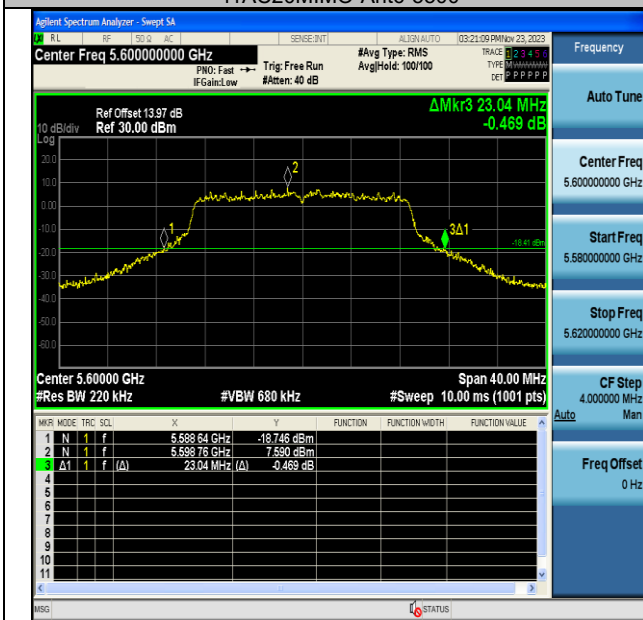 Agilent Spectrum Analyzer - Swept SA
RL RF 50 Ω AC SENSE:INT ALIGN AUTO 03:21:09 PM Nov 23, 2023
Center Freq 5.600000000 GHz
PNO: Fast
IFGain:Low
Trig: Free Run
#Atten: 40 dB
#Avg Type: RMS
Avg|Hold: 100/100
TRACE 1 2 3 4 5 6
TYPE M
DET P P P P P P
Frequency
Auto Tune
Ref Offset 13.97 dB
10 dB/div Ref 30.00 dBm
Log
ΔMkr3 23.04 MHz
-0.469 dB
20.0
10.0
0.00
-10.0
-20.0
-30.0
-40.0
-50.0
-60.0
1
2
3Δ1
-18.41 dBm
Center Freq
5.600000000 GHz
Start Freq
5.580000000 GHz
Stop Freq
5.620000000 GHz
Center 5.60000 GHz Span 40.00 MHz
#Res BW 220 kHz #VBW 680 kHz #Sweep 10.00 ms (1001 pts)
CF Step
4.000000 MHz
Auto Man
Freq Offset
0 Hz
MKR MODE TRC SCL X Y FUNCTION FUNCTION WIDTH FUNCTION VALUE
1 N 1 f 5.588 64 GHz -18.746 dBm
2 N 1 f 5.598 76 GHz 7.590 dBm
3 Δ1 1 f (Δ) 23.04 MHz (Δ) -0.469 dB
4
5
6
7
8
9
10
11
MSG STATUS